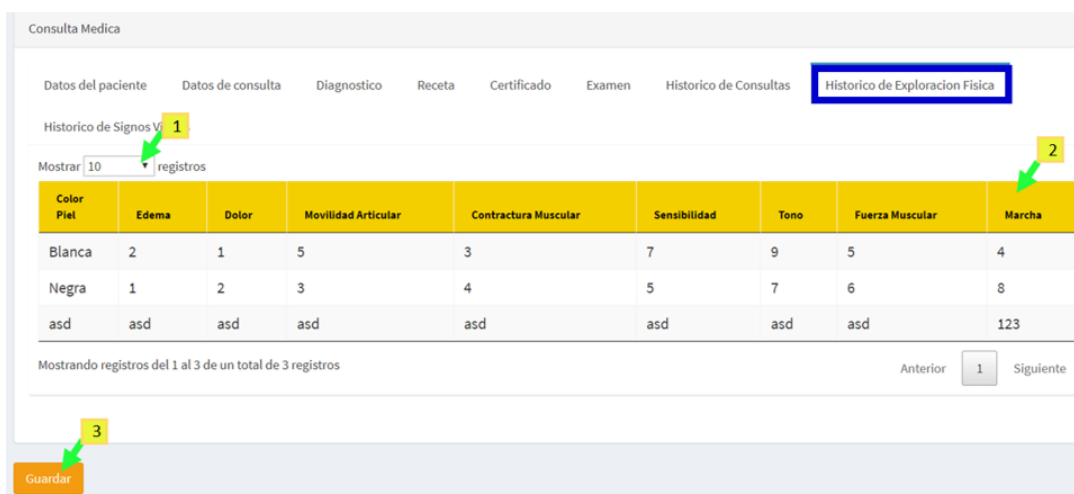 Consulta Medica
Datos del paciente Datos de consulta Diagnostico Receta Certificado Examen Historico de Consultas Historico de Exploracion Fisica
Historico de Signos
1
2
Mostrar 10 registros
Color Piel Edema Dolor Movilidad Articular Contractura Muscular Sensibilidad Tono Fuerza Muscular Marcha
Blanca 2 1 5 3 7 9 5 4
Negra 1 2 3 4 5 7 6 8
asd asd asd asd asd asd asd asd 123
Mostrando registros del 1 al 3 de un total de 3 registros
Anterior 1 Siguiente
3
Guardar